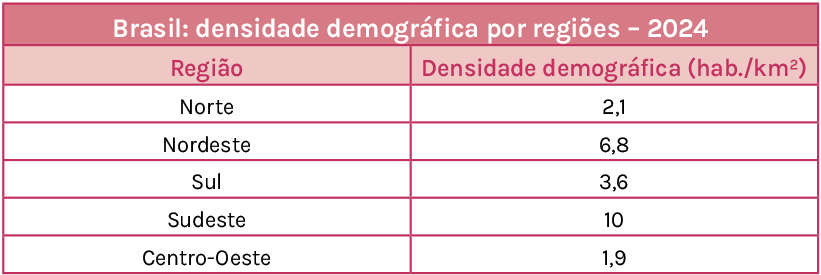 Brasil: densidade demográfica por regiões – 2024
Região Densidade demográfica (hab./km²)
Norte 2,1
Nordeste 6,8
Sul 3,6
Sudeste 10
Centro-Oeste 1,9